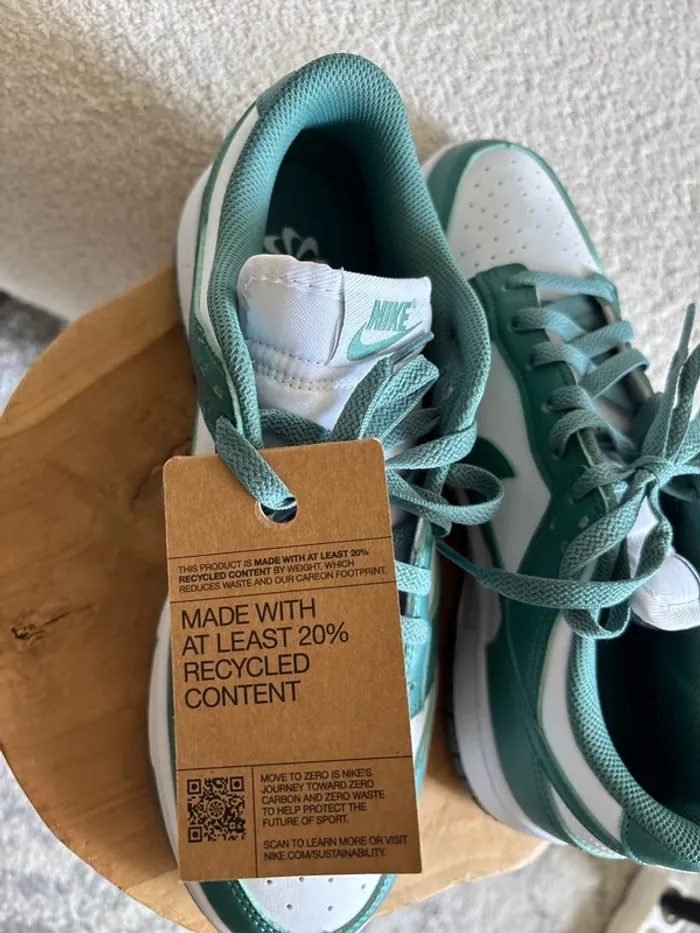 NIKE
THIS PRODUCT IS MADE WITH AT LEAST 20%
RECYCLED CONTENT BY WEIGHT, WHICH
REDUCES WASTE AND OUR CARBON FOOTPRINT.
MADE WITH
AT LEAST 20%
RECYCLED
CONTENT
MOVE TO ZERO IS NIKE'S
JOURNEY TOWARD ZERO
CARBON AND ZERO WASTE
TO HELP PROTECT THE
FUTURE OF SPORT.
SCAN TO LEARN MORE OR VISIT
NIKE.COM/SUSTAINABILITY.